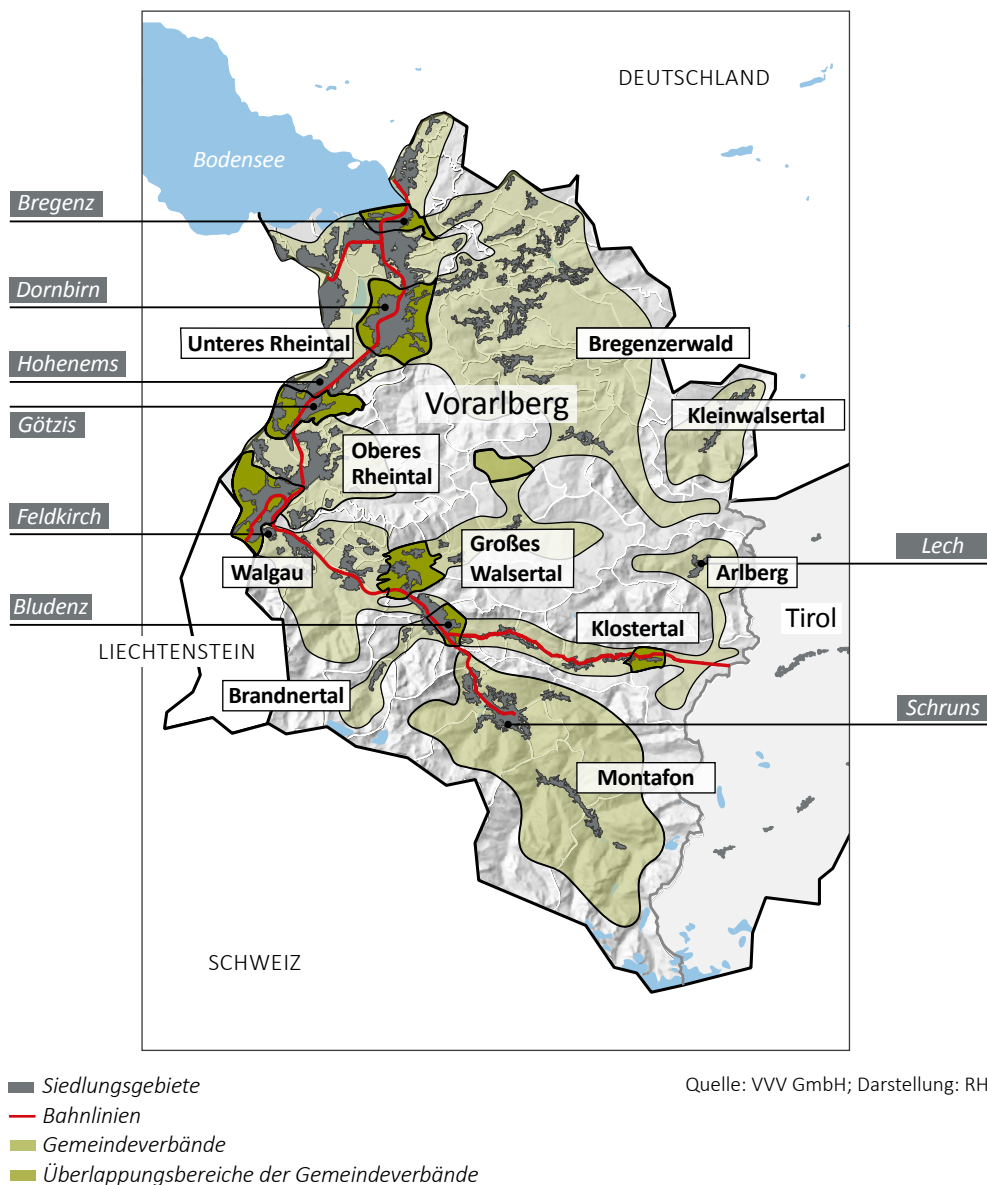 DEUTSCHLAND
Bodensee
Bregenz
Dornbirn
Unteres Rheintal
Bregenzerwald
Hohenems
Vorarlberg
Kleinwalsertal
Götzis
Oberes
Rheintal
Feldkirch
Großes
Walsertal
Lech
Walgau
Arlberg
Bludenz
Tirol
Klostertal
LIECHTENSTEIN
Brandnertal
Schruns
Montafon
SCHWEIZ
Siedlungsgebiete
Quelle: VVV GmbH; Darstellung: RH
Bahnlinien
Gemeindeverbände
Überlappungsbereiche der Gemeindeverbände